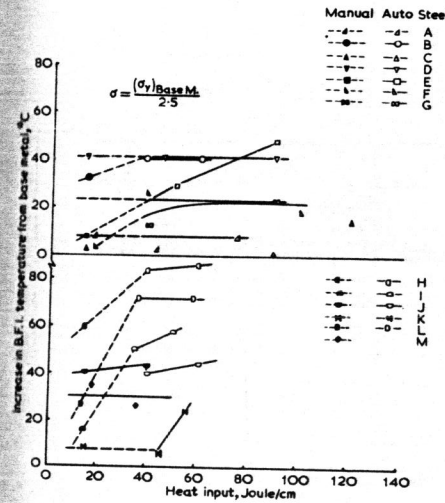 Manual Auto Stee
A
B
C
D
E
F
G
σ = (σy)Base M.
2·5
80
60
40
20
0
80
60
40
20
0
H
I
J
K
L
M
0 20 40 60 80 100 120 140
Increase in B.F.I. temperature from base metal, °C
Heat input, Joule/cm